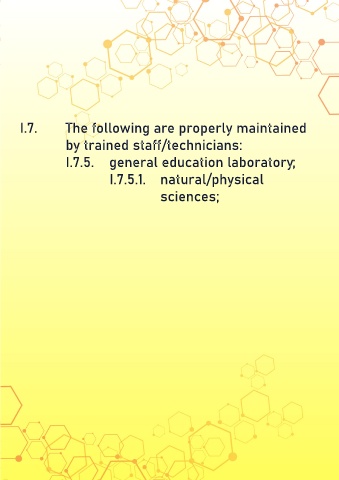 I.7. The following are properly maintained
by trained staff/technicians:
I.7.5. general education laboratory;
I.7.5.1. natural/physical
sciences;